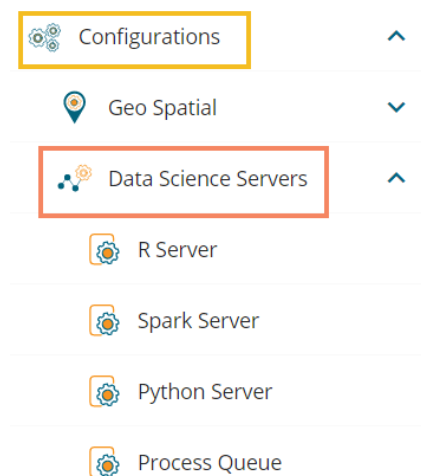 Configurations
Geo Spatial
Data Science Servers
R Server
Spark Server
Python Server
Process Queue